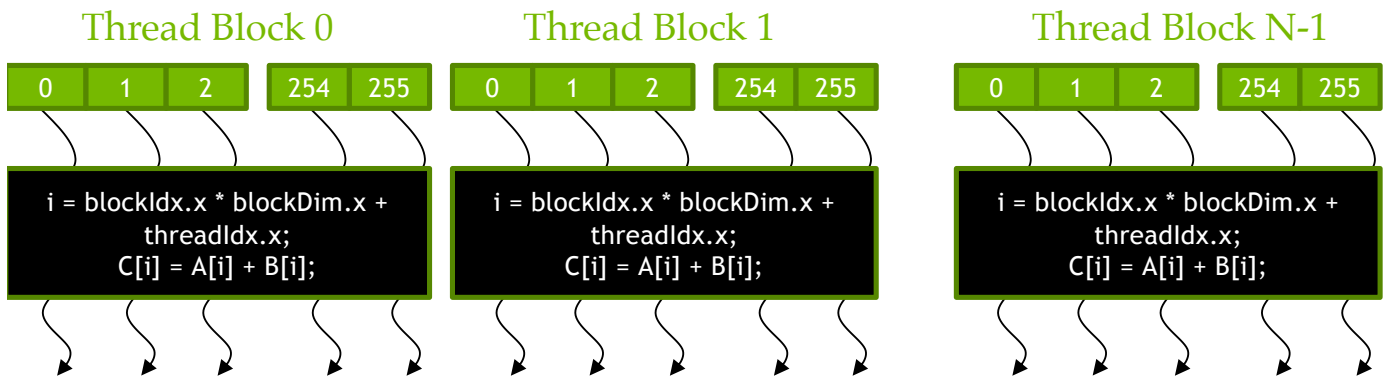 Thread Block 0
0 1 2 254 255
i = blockIdx.x * blockDim.x +
threadIdx.x;
C[i] = A[i] + B[i];
Thread Block 1
0 1 2 254 255
i = blockIdx.x * blockDim.x +
threadIdx.x;
C[i] = A[i] + B[i];
Thread Block N-1
0 1 2 254 255
i = blockIdx.x * blockDim.x +
threadIdx.x;
C[i] = A[i] + B[i];